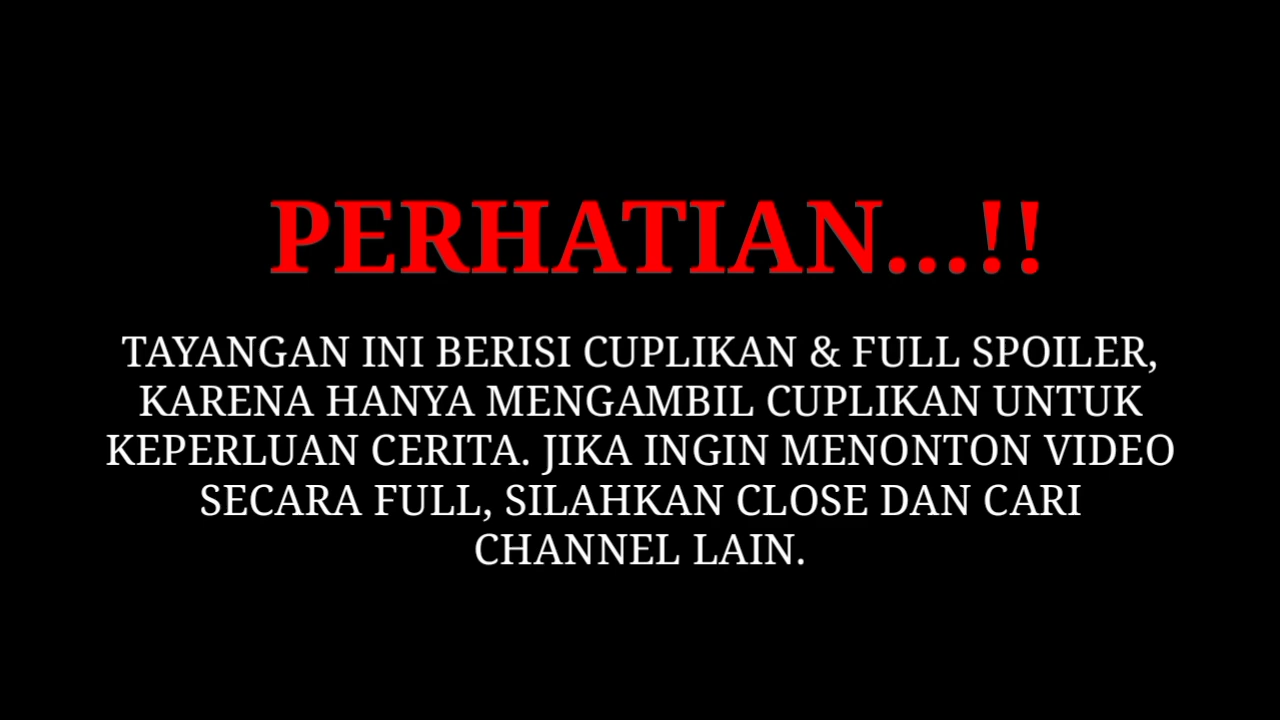 PERHATIAN...!!
TAYANGAN INI BERISI CUPLIKAN & FULL SPOILER,
KARENA HANYA MENGAMBIL CUPLIKAN UNTUK
KEPERLUAN CERITA. JIKA INGIN MENONTON VIDEO
SECARA FULL, SILAHKAN CLOSE DAN CARI
CHANNEL LAIN.